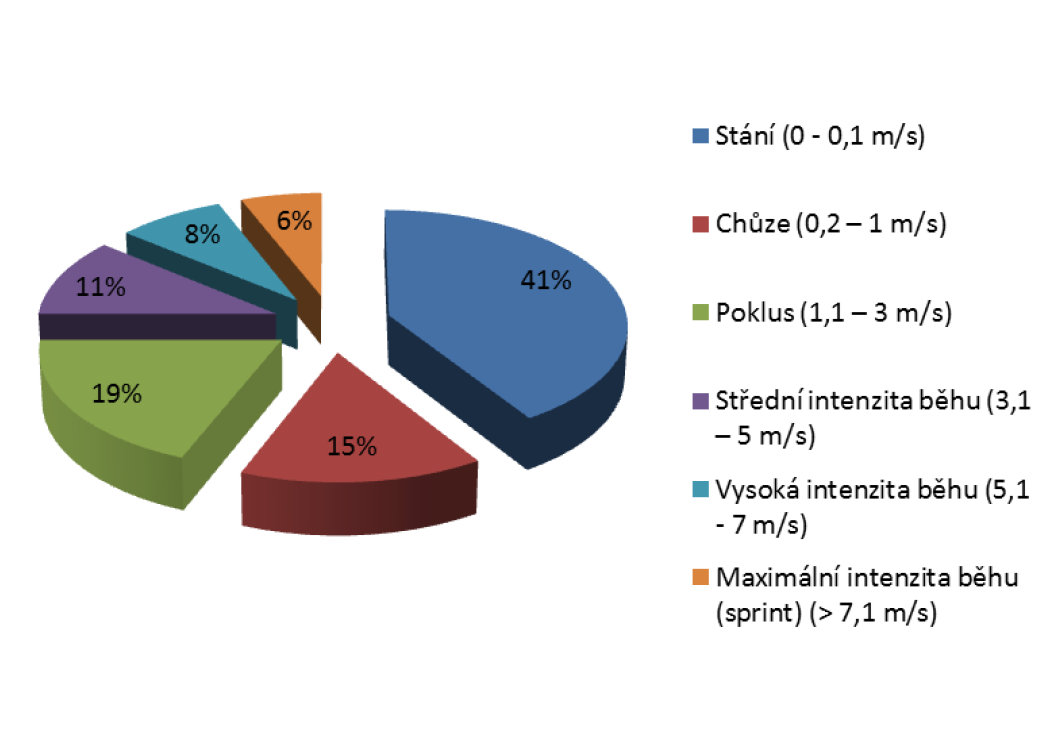 6%
8%
41%
11%
19%
15%
Stání (0 - 0,1 m/s)
Chůze (0,2 – 1 m/s)
Poklus (1,1 – 3 m/s)
Střední intenzita běhu (3,1
– 5 m/s)
Vysoká intenzita běhu (5,1
- 7 m/s)
Maximální intenzita běhu
(sprint) (> 7,1 m/s)